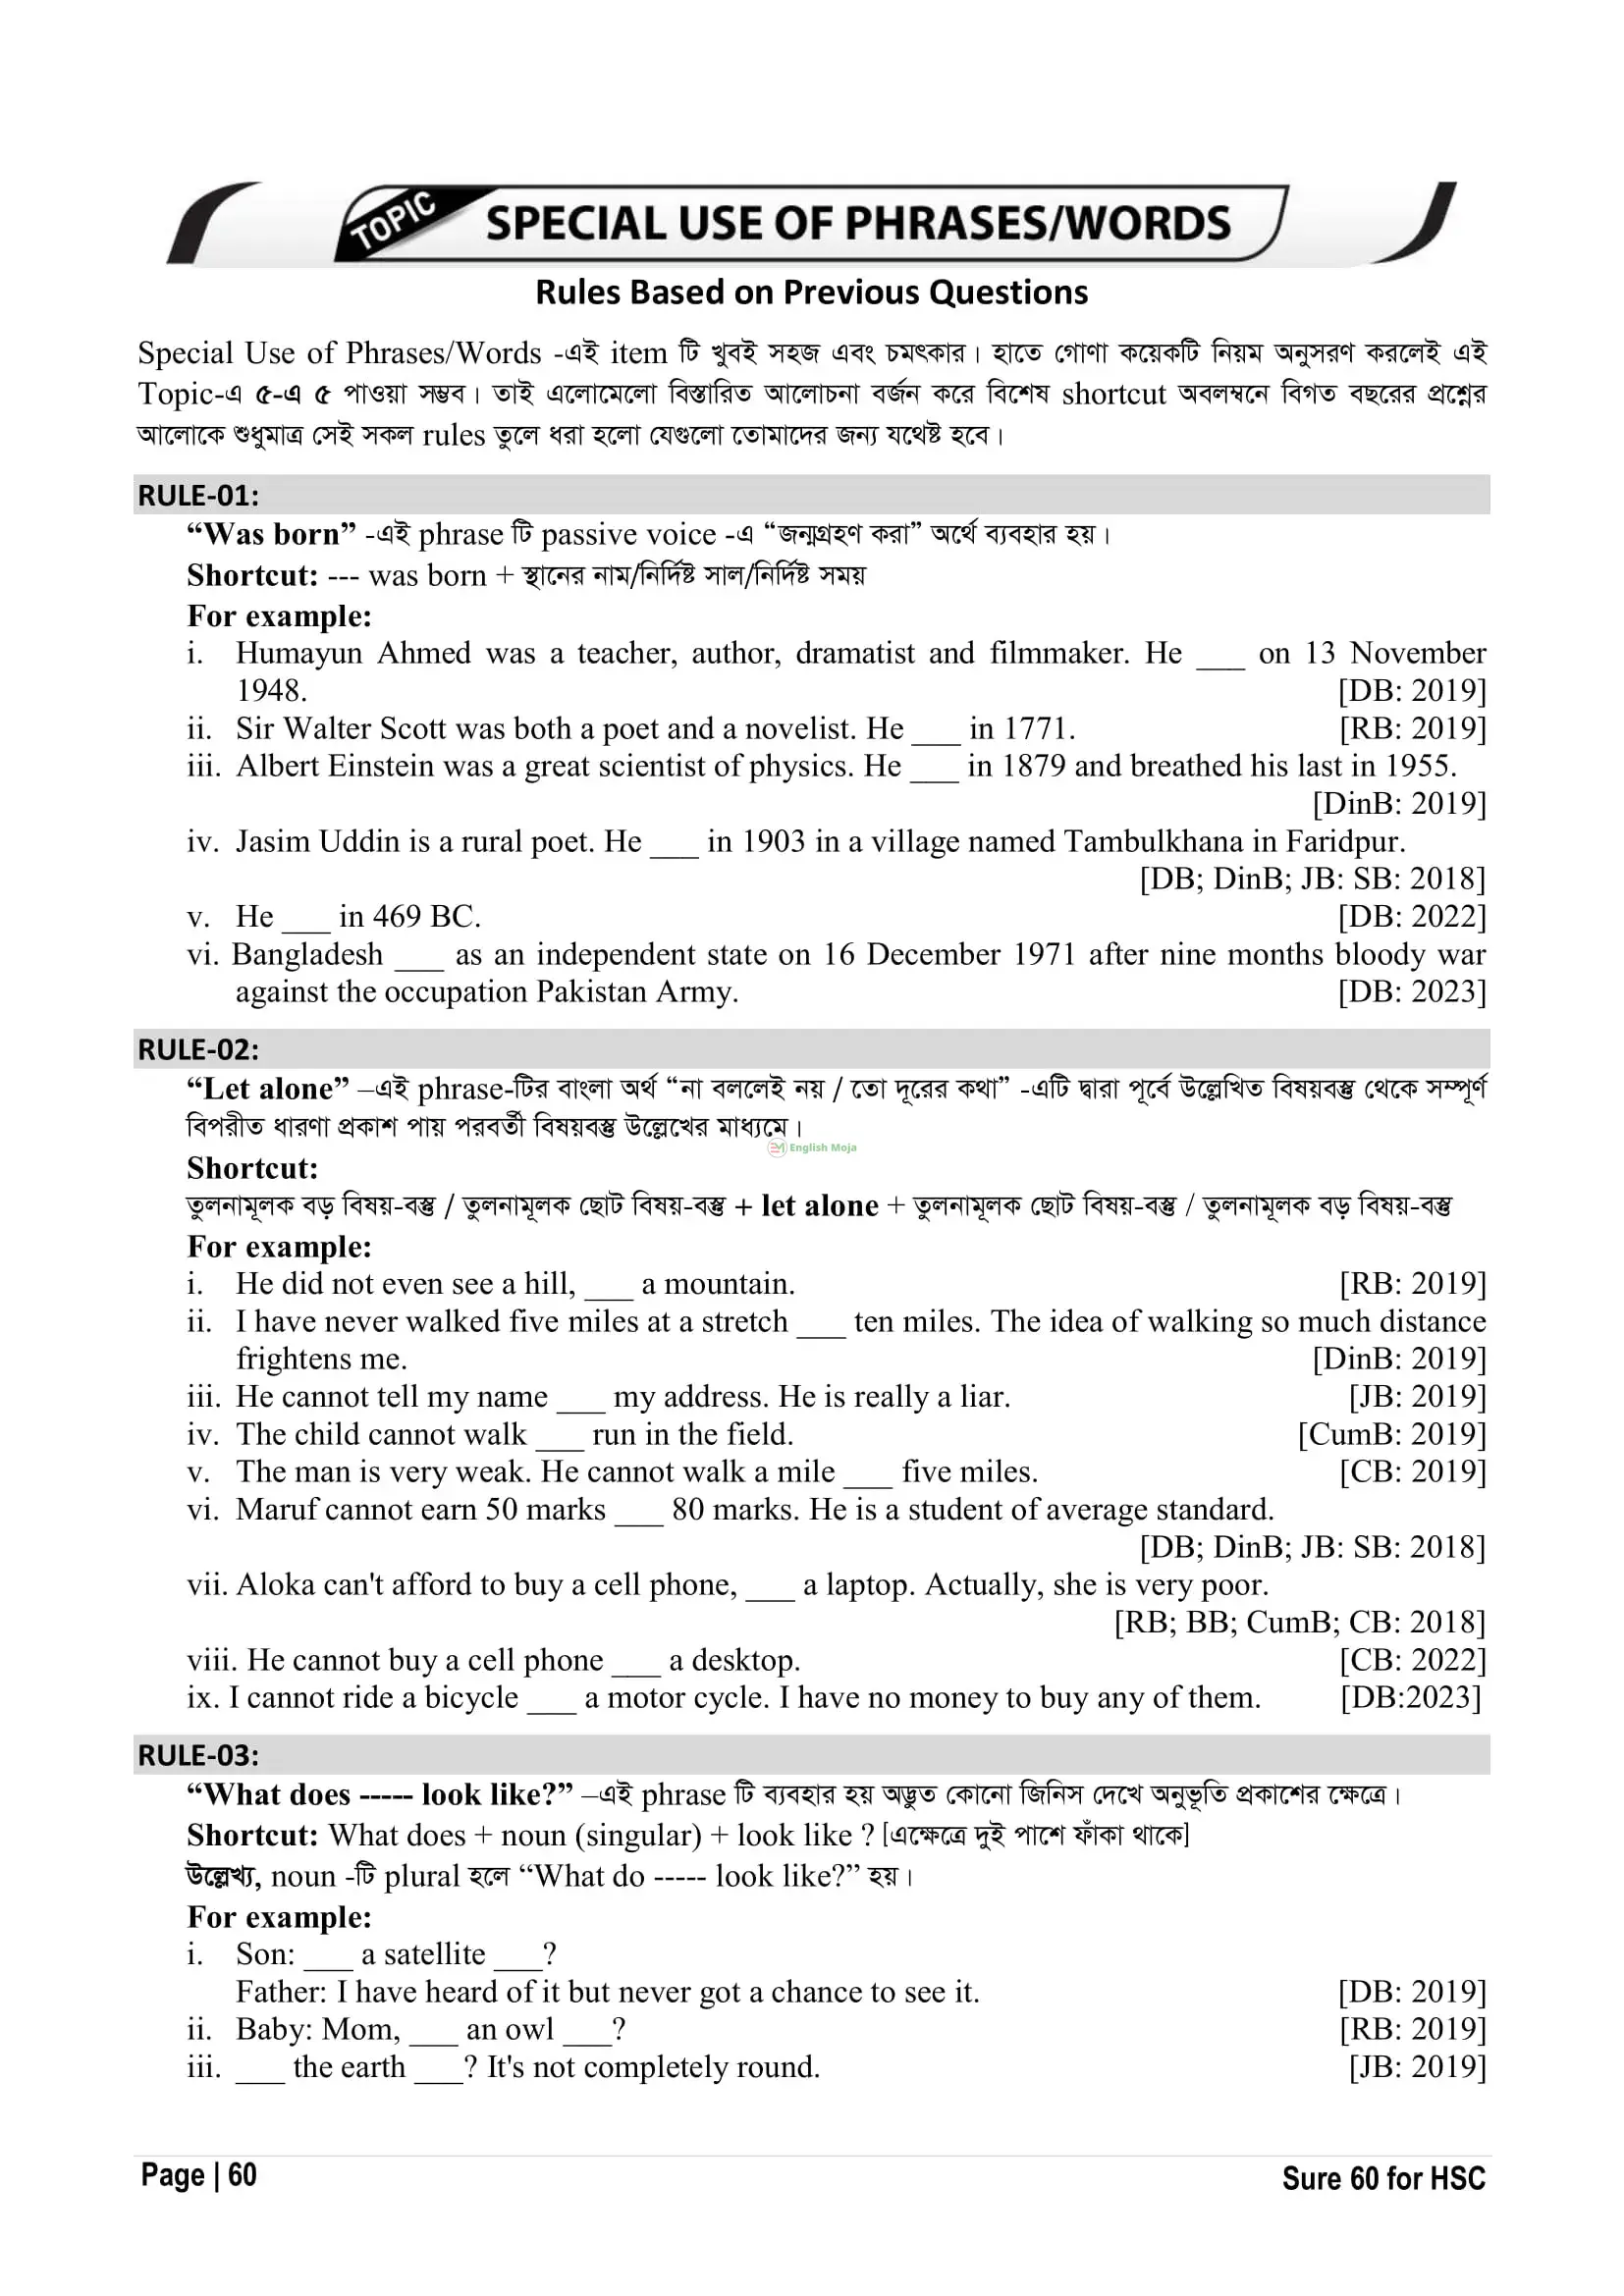 TOPIC SPECIAL USE OF PHRASES/WORDS
Rules Based on Previous Questions
Special Use of Phrases/Words -এই item টি খুবই সহজ এবং চমৎকার। হাতে গোণা কয়েকটি নিয়ম অনুসরণ করলেই এই
Topic-এ ৫-এ ৫ পাওয়া সম্ভব। তাই এলোমেলো বিস্তারিত আলোচনা বর্জন করে বিশেষ shortcut অবলম্বনে বিগত বছরের প্রশ্নের
আলোকে শুধুমাত্র সেই সকল rules তুলে ধরা হলো যেগুলো তোমাদের জন্য যথেষ্ট হবে।
RULE-01:
“Was born” -এই phrase টি passive voice -এ “জন্মগ্রহণ করা” অর্থে ব্যবহার হয়।
Shortcut: --- was born + স্থানের নাম/নির্দিষ্ট সাল/নির্দিষ্ট সময়
For example:
i. Humayun Ahmed was a teacher, author, dramatist and filmmaker. He ___ on 13 November
1948. [DB: 2019]
ii. Sir Walter Scott was both a poet and a novelist. He ___ in 1771. [RB: 2019]
iii. Albert Einstein was a great scientist of physics. He ___ in 1879 and breathed his last in 1955.
[DinB: 2019]
iv. Jasim Uddin is a rural poet. He ___ in 1903 in a village named Tambulkhana in Faridpur.
[DB; DinB; JB: SB: 2018]
v. He ___ in 469 BC. [DB: 2022]
vi. Bangladesh ___ as an independent state on 16 December 1971 after nine months bloody war
against the occupation Pakistan Army. [DB: 2023]
RULE-02:
“Let alone” –এই phrase-টির বাংলা অর্থ “না বললেই নয় / তো দূরের কথা” -এটি দ্বারা পূর্বে উল্লেখিত বিষয়বস্তু থেকে সম্পূর্ণ
বিপরীত ধারণা প্রকাশ পায় পরবর্তী বিষয়বস্তু উল্লেখের মাধ্যমে।
English Moja
Shortcut:
তুলনামূলক বড় বিষয়-বস্তু / তুলনামূলক ছোট বিষয়-বস্তু + let alone + তুলনামূলক ছোট বিষয়-বস্তু / তুলনামূলক বড় বিষয়-বস্তু
For example:
i. He did not even see a hill, ___ a mountain. [RB: 2019]
ii. I have never walked five miles at a stretch ___ ten miles. The idea of walking so much distance
frightens me. [DinB: 2019]
iii. He cannot tell my name ___ my address. He is really a liar. [JB: 2019]
iv. The child cannot walk ___ run in the field. [CumB: 2019]
v. The man is very weak. He cannot walk a mile ___ five miles. [CB: 2019]
vi. Maruf cannot earn 50 marks ___ 80 marks. He is a student of average standard.
[DB; DinB; JB: SB: 2018]
vii. Aloka can't afford to buy a cell phone, ___ a laptop. Actually, she is very poor.
[RB; BB; CumB; CB: 2018]
viii. He cannot buy a cell phone ___ a desktop. [CB: 2022]
ix. I cannot ride a bicycle ___ a motor cycle. I have no money to buy any of them. [DB:2023]
RULE-03:
“What does ----- look like?” –এই phrase টি ব্যবহার হয় অদ্ভুত কোনো জিনিস দেখে অনুভূতি প্রকাশের ক্ষেত্রে।
Shortcut: What does + noun (singular) + look like ? [এক্ষেত্রে দুই পাশে ফাঁকা থাকে]
উল্লেখ্য, noun -টি plural হলে “What do ----- look like?” হয়।
For example:
i. Son: ___ a satellite ___?
Father: I have heard of it but never got a chance to see it. [DB: 2019]
ii. Baby: Mom, ___ an owl ___? [RB: 2019]
iii. ___ the earth ___? It's not completely round. [JB: 2019]
Page | 60 Sure 60 for HSC